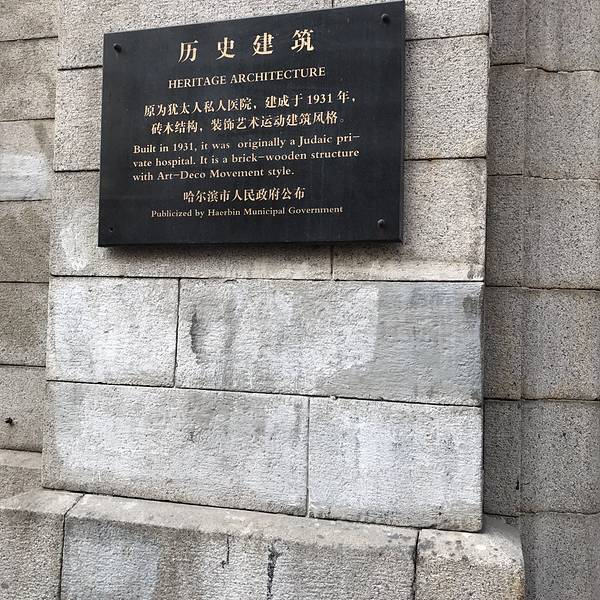 历史建筑
HERITAGE ARCHITECTURE
原为犹太人私人医院，建成于1931年，
砖木结构，装饰艺术运动建筑风格。
Built in 1931, it was originally a Judaic pri-
vate hospital. It is a brick-wooden structure
with Art-Deco Movement style.
哈尔滨市人民政府公布
Publicized by Haerbin Municipal Government